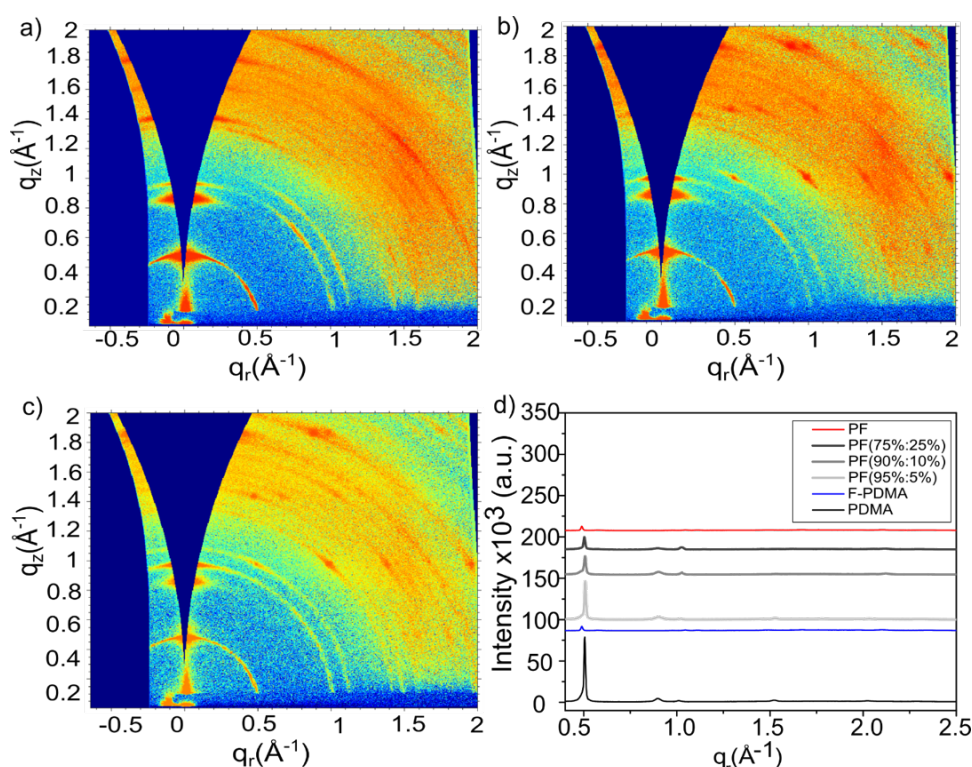 a)
2
1.8
1.6
1.4
1.2
1
0.8
0.6
0.4
0.2
qz(Å-1)
-0.5 0 0.5 1 1.5 2
qr(Å-1)
b)
2
1.8
1.6
1.4
1.2
1
0.8
0.6
0.4
0.2
qz(Å-1)
-0.5 0 0.5 1 1.5 2
qr(Å-1)
c)
2
1.8
1.6
1.4
1.2
1
0.8
0.6
0.4
0.2
qz(Å-1)
-0.5 0 0.5 1 1.5 2
qr(Å-1)
d)
350
300
250
200
150
100
50
0
Intensity x10^3 (a.u.)
PF
PF(75%:25%)
PF(90%:10%)
PF(95%:5%)
F-PDMA
PDMA
0.5 1.0 1.5 2.0 2.5